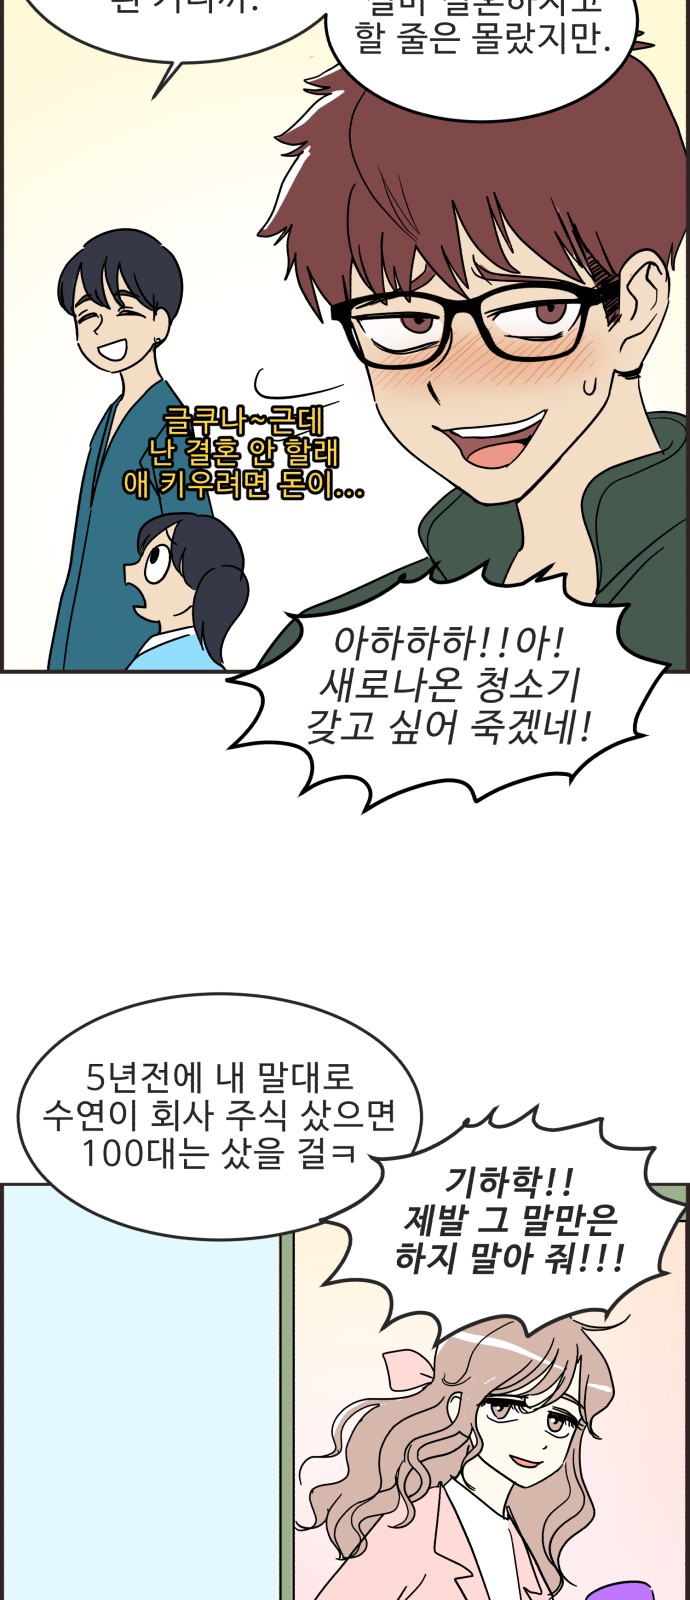 할 줄은 몰랐지만.
글쿠나~근데
난 결혼 안 할래
애 키우려면 돈이...
아하하하!!아!
새로나온 청소기
갖고 싶어 죽겠네!
5년전에 내 말대로
수연이 회사 주식 샀으면
100대는 샀을 걸ㅋ
기하학!!
제발 그 말만은
하지 말아 줘!!!